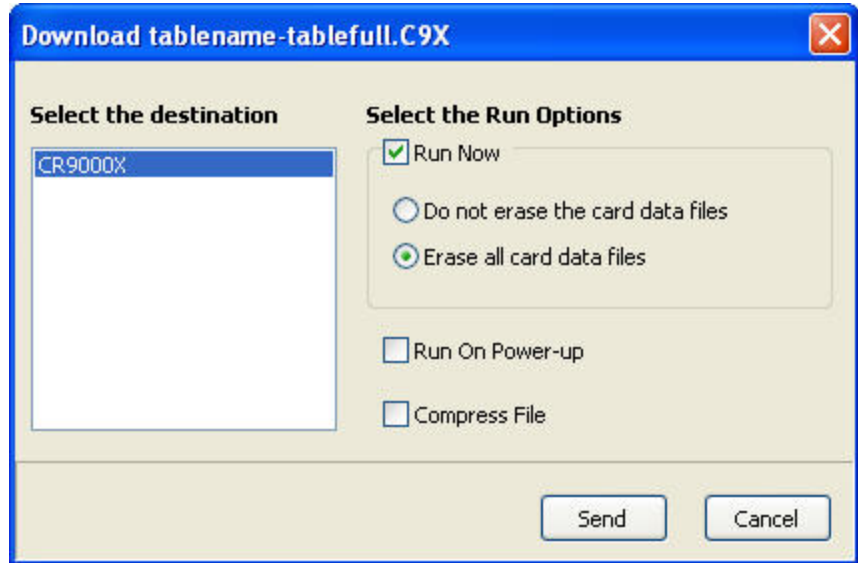 Download tablename-tablefull.C9X
Select the destination
CR9000X
Select the Run Options
Run Now
Do not erase the card data files
Erase all card data files
Run On Power-up
Compress File
Send
Cancel